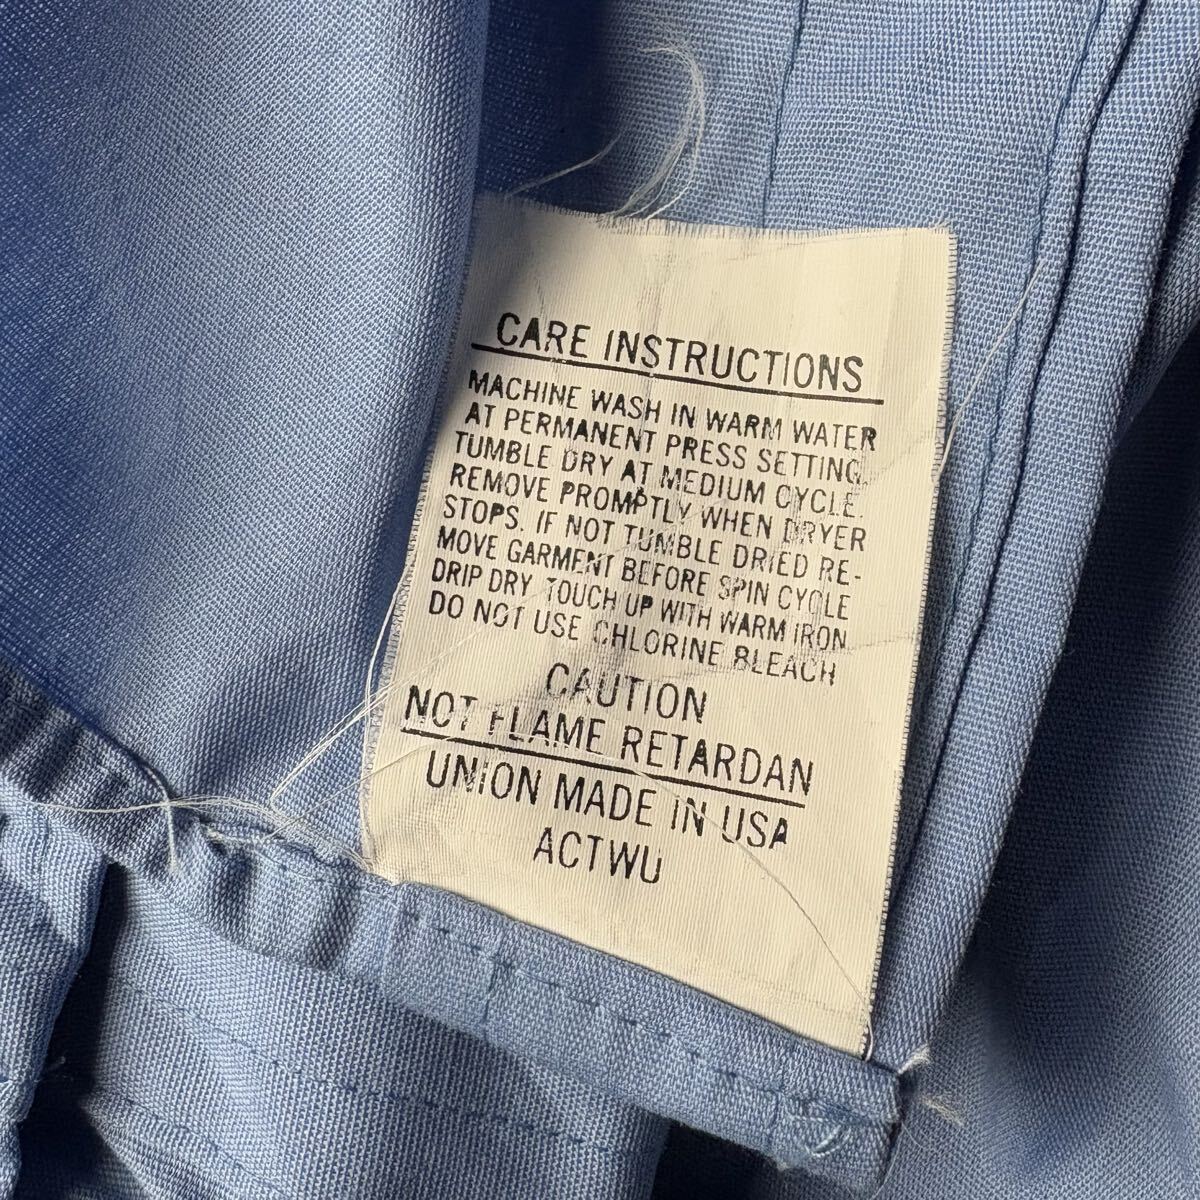 CARE INSTRUCTIONS
MACHINE WASH IN WARM WATER
AT PERMANENT PRESS SETTING.
TUMBLE DRY AT MEDIUM CYCLE.
REMOVE PROMPTLY WHEN DRYER
STOPS. IF NOT TUMBLE DRIED RE-
MOVE GARMENT BEFORE SPIN CYCLE
DRIP DRY. TOUCH UP WITH WARM IRON
DO NOT USE CHLORINE BLEACH
CAUTION
NOT FLAME RETARDAN
UNION MADE IN USA
ACTWU